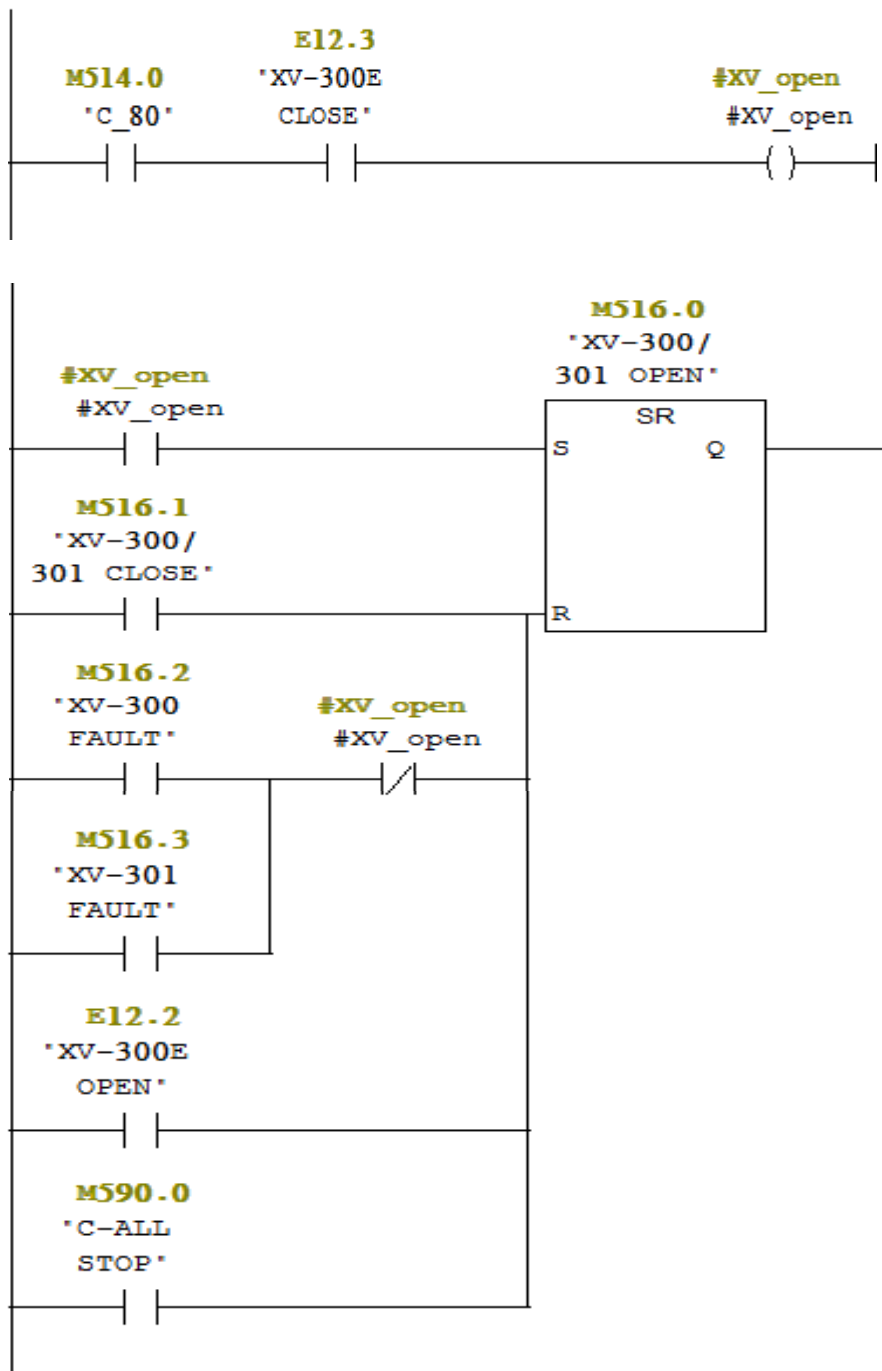 E12.3
M514.0 "XV-300E #XV_open
"C_80" CLOSE" #XV_open
M516.0
"XV-300/
301 OPEN"
#XV_open
#XV_open
SR
S Q
M516.1
"XV-300/
301 CLOSE"
R
M516.2
"XV-300 #XV_open
FAULT" #XV_open
M516.3
"XV-301
FAULT"
E12.2
"XV-300E
OPEN"
M590.0
"C-ALL
STOP"